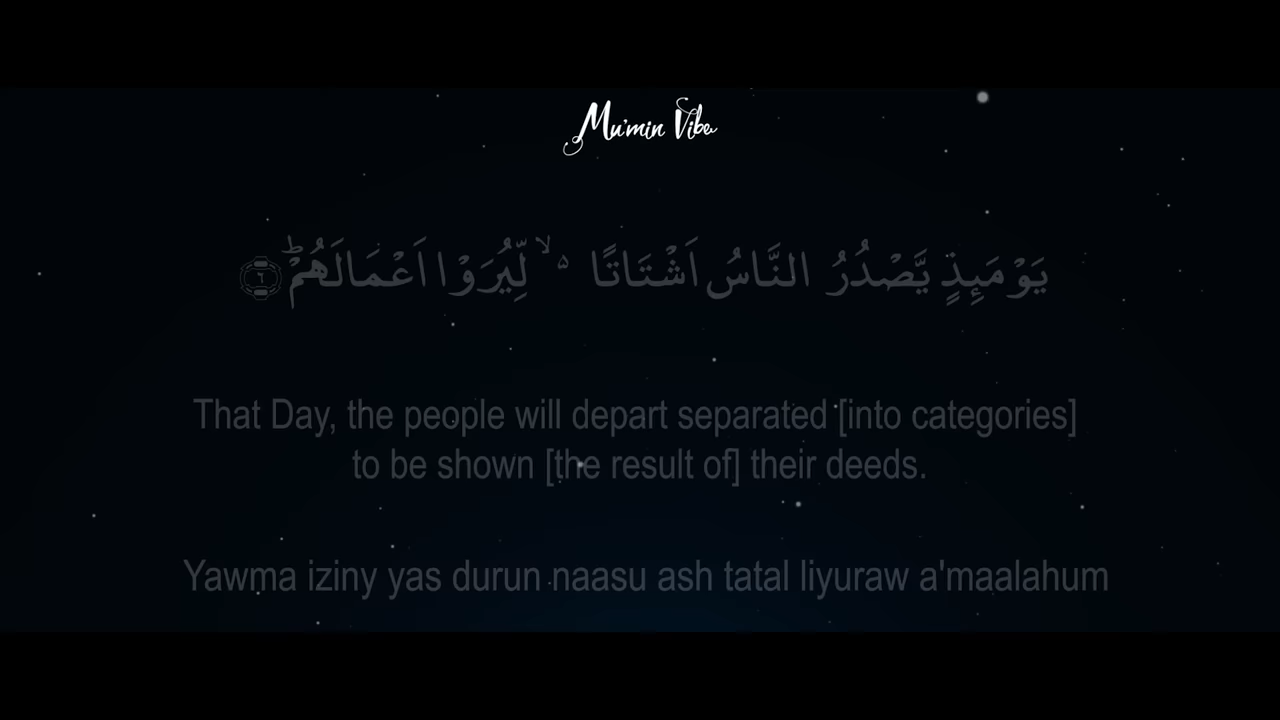 Mu'min Vibe
يَوْمَىِٕذٍ يَّصْدُرُ النَّاسُ اَشْتَاتًا ۙ۬ لِّيُرَوْا اَعْمَالَهُمْؕ ۝٦
That Day, the people will depart separated [into categories]
to be shown [the result of] their deeds.
Yawma iziny yas durun naasu ash tatal liyuraw a'maalahum